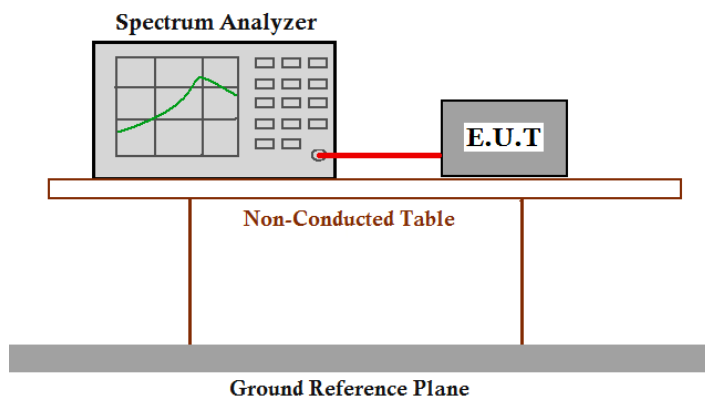 Spectrum Analyzer
E.U.T
Non-Conducted Table
Ground Reference Plane